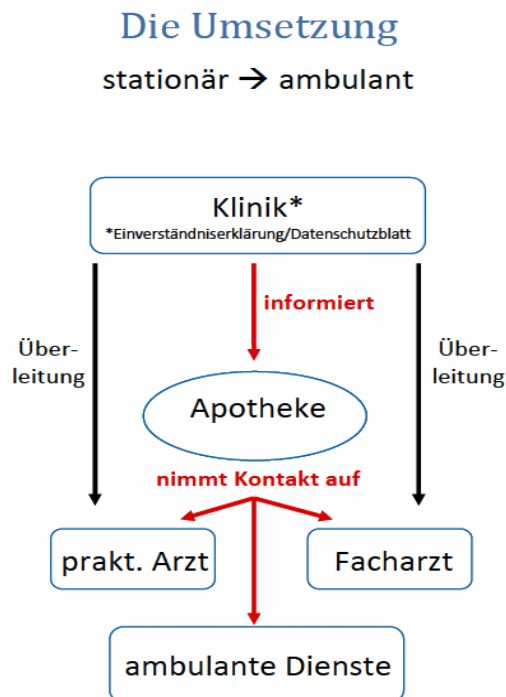 Die Umsetzung
stationär → ambulant
Klinik*
*Einverständniserklärung/Datenschutzblatt
informiert
Über-
leitung
Über-
leitung
Apotheke
nimmt Kontakt auf
prakt. Arzt
Facharzt
ambulante Dienste